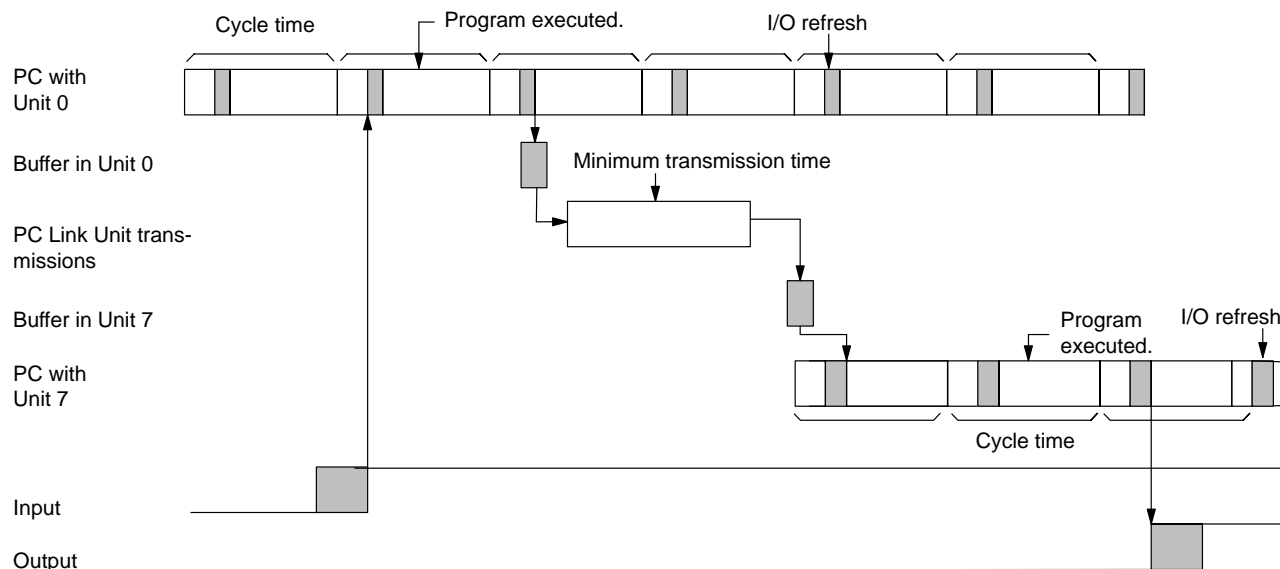 Cycle time
Program executed.
I/O refresh
PC with
Unit 0
Buffer in Unit 0
Minimum transmission time
PC Link Unit trans-
missions
Buffer in Unit 7
Program
executed.
I/O refresh
PC with
Unit 7
Cycle time
Input
Output